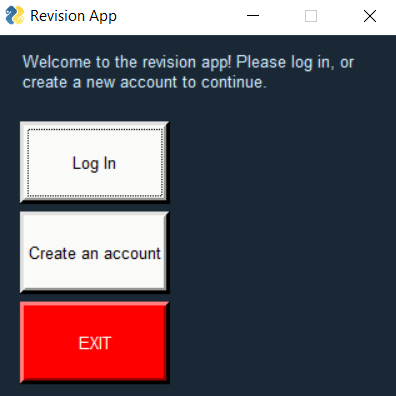 Revision App
Welcome to the revision app! Please log in, or
create a new account to continue.
Log In
Create an account
EXIT